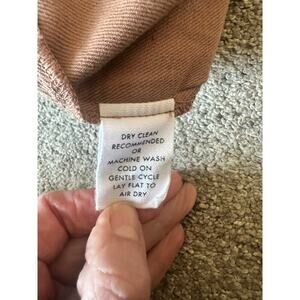 DRY CLEAN
RECOMMENDED
OR
MACHINE WASH
COLD ON
GENTLE CYCLE
LAY FLAT TO
AIR DRY